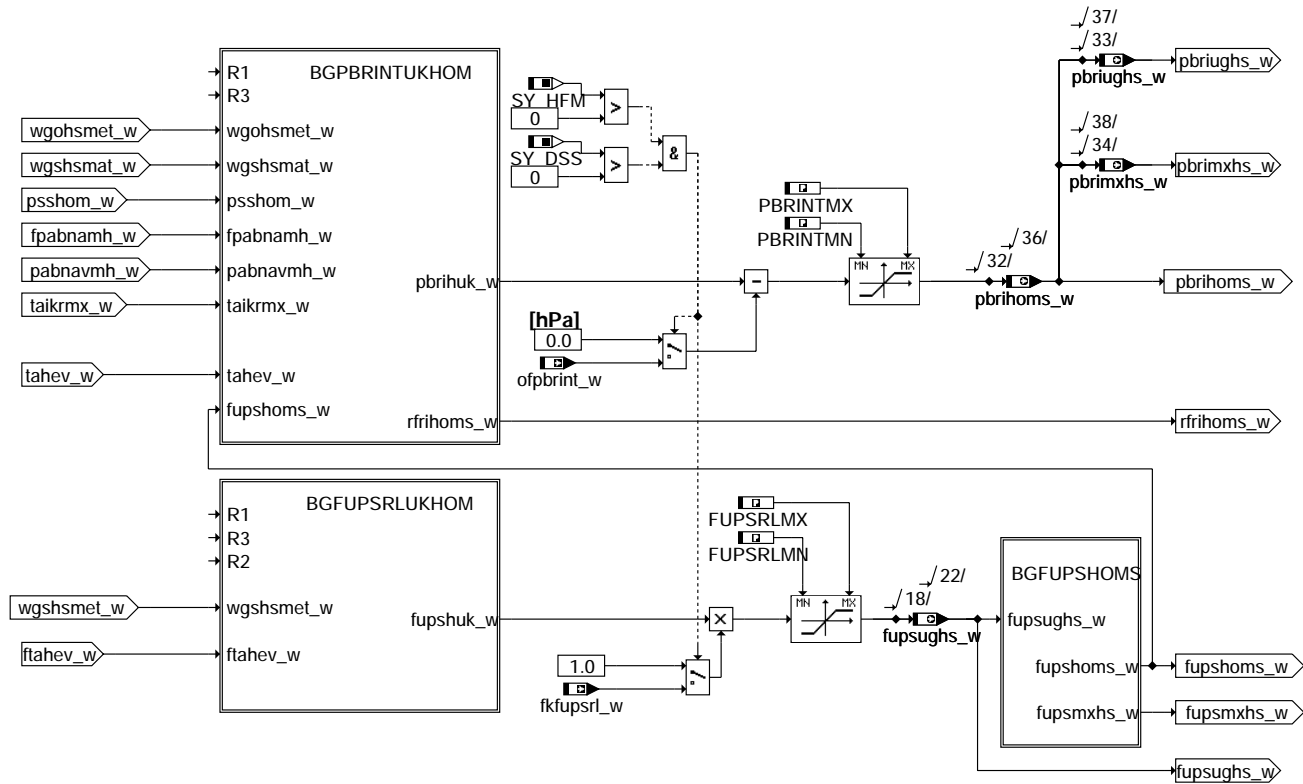 37/
33/
pbriughs_w
pbriughs_w
38/
34/
pbrimxhs_w
pbrimxhs_w
BGPBRINTUKHOM
R1
R3
wgohsmet_w
wgohsmet_w
wgshsmat_w
wgshsmat_w
psshom_w
psshom_w
fpabnamh_w
fpabnamh_w
pabnavmh_w
pabnavmh_w
taikrmx_w
taikrmx_w
tahev_w
tahev_w
fupshoms_w
pbrihuk_w
rfrihoms_w
SY_HFM
0
>
SY_DSS
0
>
&
PBRINTMX
PBRINTMN
MN
MX
-
[hPa]
0.0
ofpbrint_w
36/
32/
pbrihoms_w
pbrihoms_w
rfrihoms_w
BGFUPSRLUKHOM
R1
R3
R2
wgshsmet_w
wgshsmet_w
ftahev_w
ftahev_w
fupshuk_w
FUPSRLMX
FUPSRLMN
MN
MX
×
1.0
fkfupsrl_w
22/
18/
fupsughs_w
BGFUPSHOMS
fupsughs_w
fupshoms_w
fupsmxhs_w
fupshoms_w
fupsmxhs_w
fupsughs_w